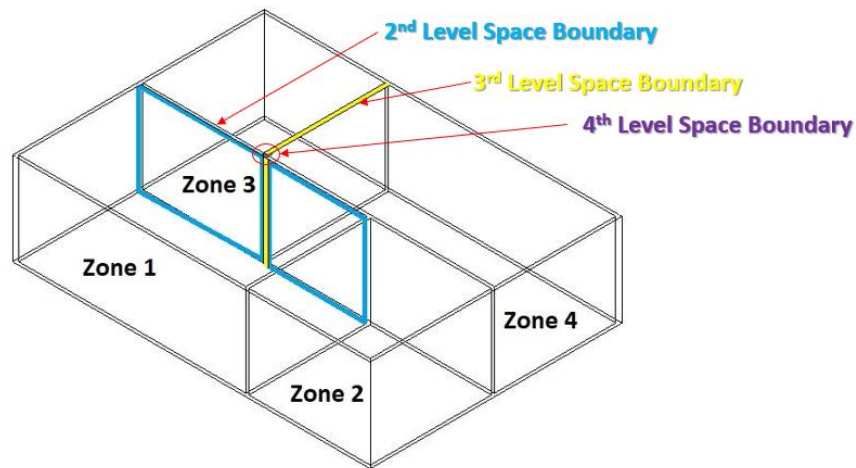 2nd Level Space Boundary
3rd Level Space Boundary
4th Level Space Boundary
Zone 3
Zone 1
Zone 4
Zone 2